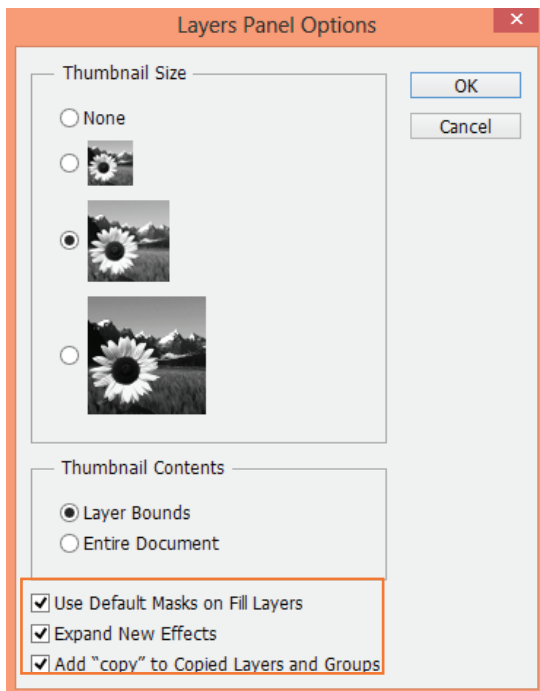 Layers Panel Options
Thumbnail Size
OK
None
Cancel
Thumbnail Contents
Layer Bounds
Entire Document
Use Default Masks on Fill Layers
Expand New Effects
Add “copy” to Copied Layers and Groups